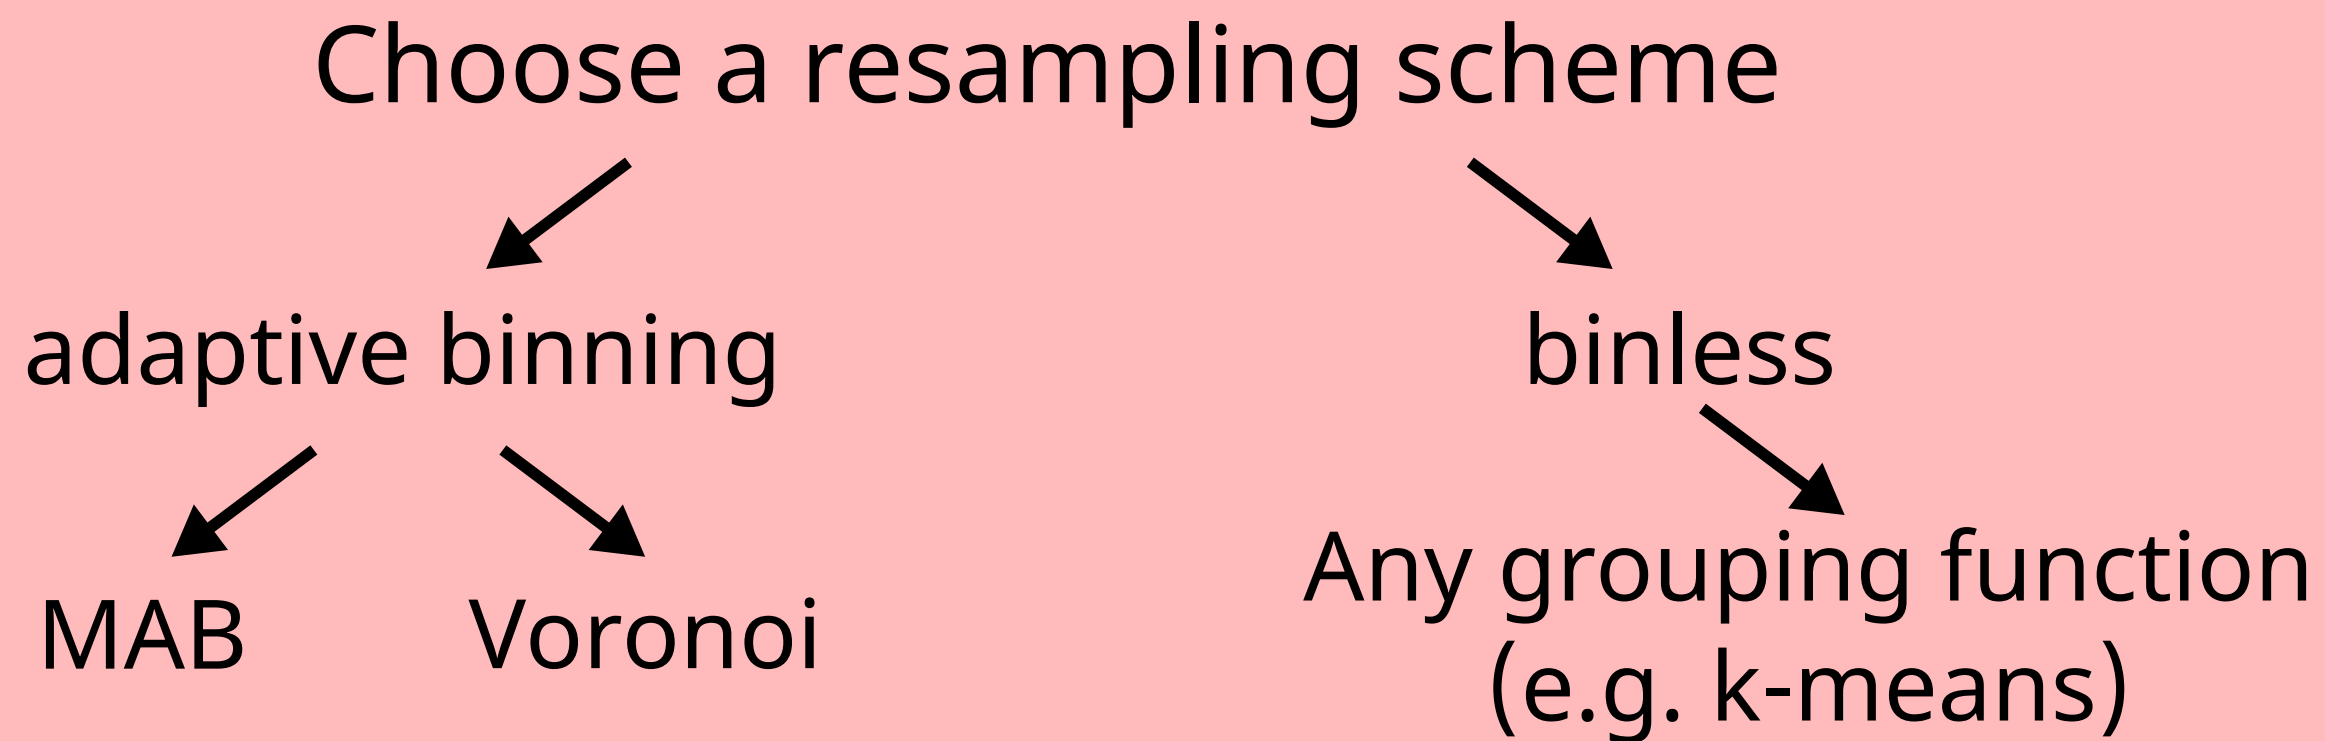 Choose a resampling scheme
adaptive binning
binless
MAB
Voronoi
Any grouping function
(e.g. k-means)